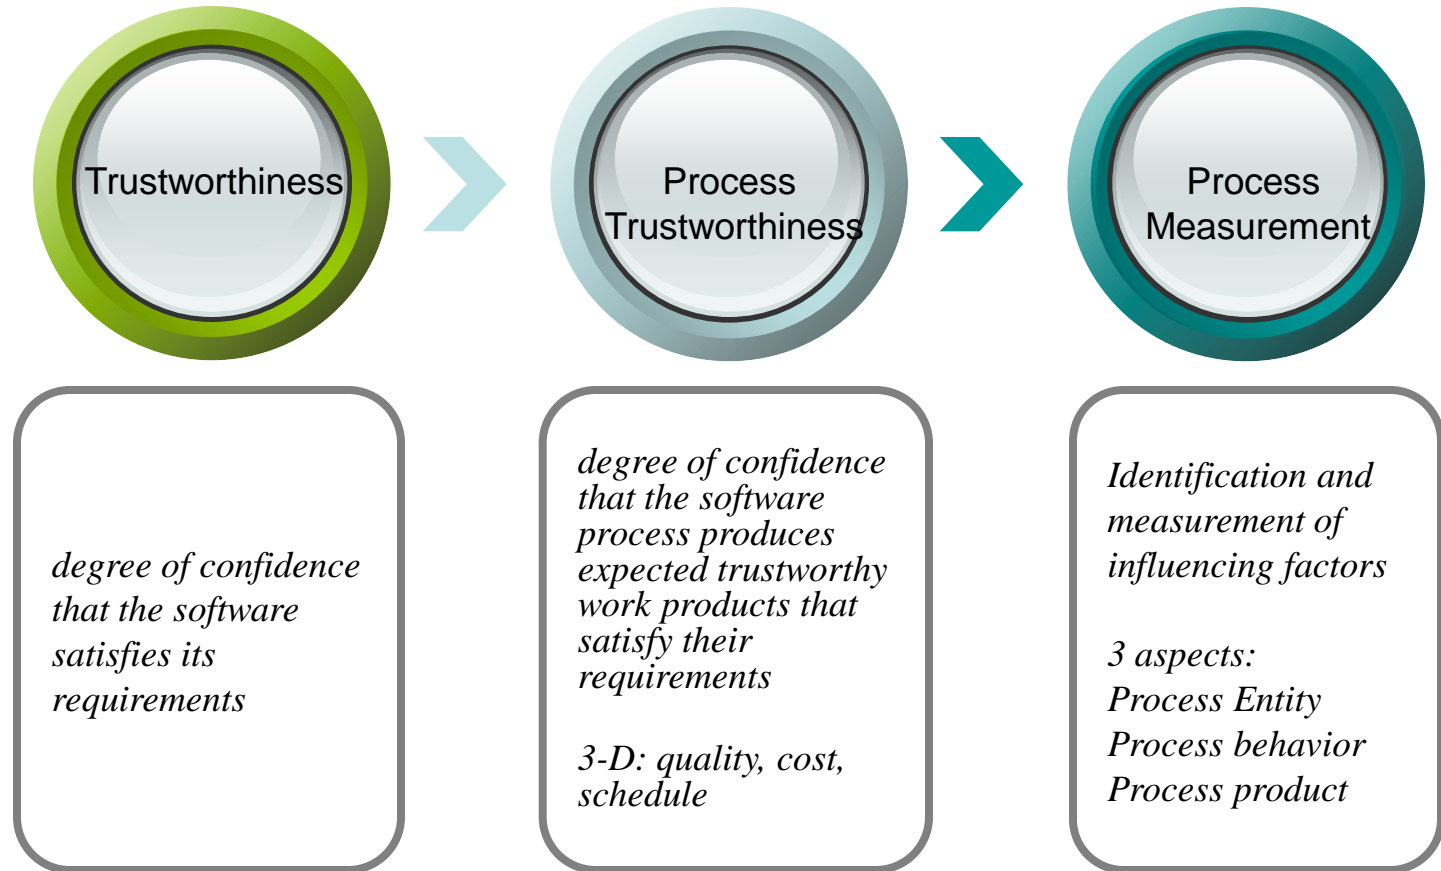 Trustworthiness
Process
Trustworthiness
Process
Measurement
degree of confidence
that the software
satisfies its
requirements
degree of confidence
that the software
process produces
expected trustworthy
work products that
satisfy their
requirements
3-D: quality, cost,
schedule
Identification and
measurement of
influencing factors
3 aspects:
Process Entity
Process behavior
Process product